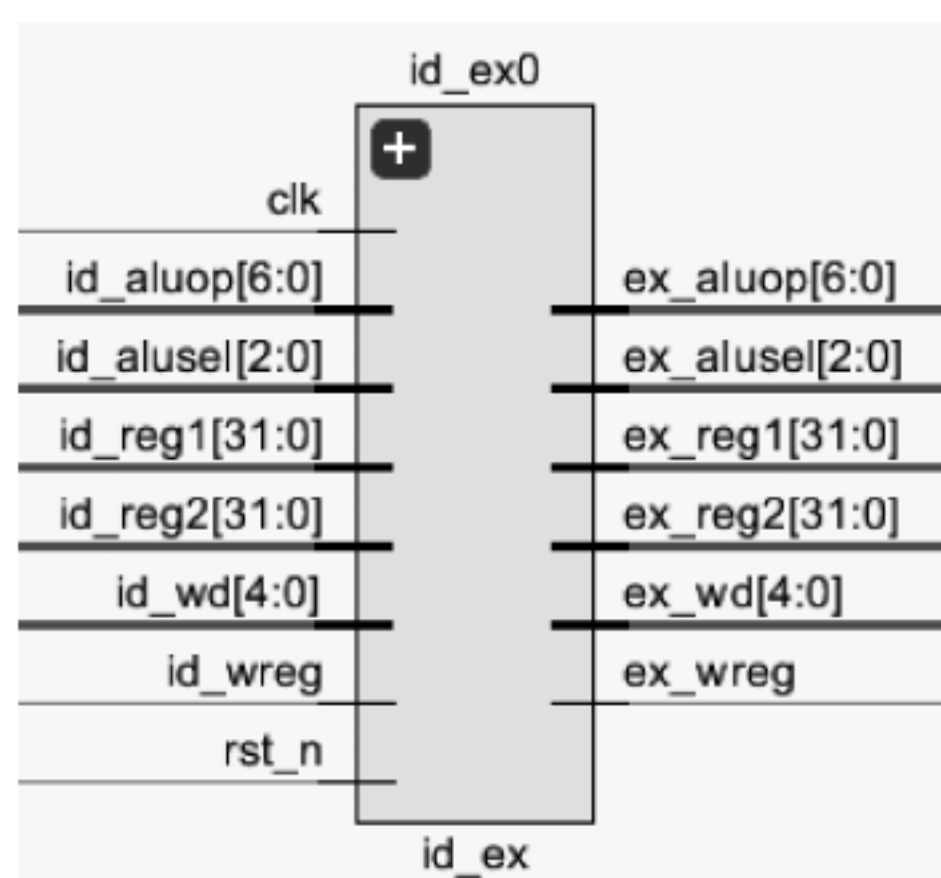 id_ex0
clk
id_aluop[6:0] ex_aluop[6:0]
id_alusel[2:0] ex_alusel[2:0]
id_reg1[31:0] ex_reg1[31:0]
id_reg2[31:0] ex_reg2[31:0]
id_wd[4:0] ex_wd[4:0]
id_wreg ex_wreg
rst_n
id_ex